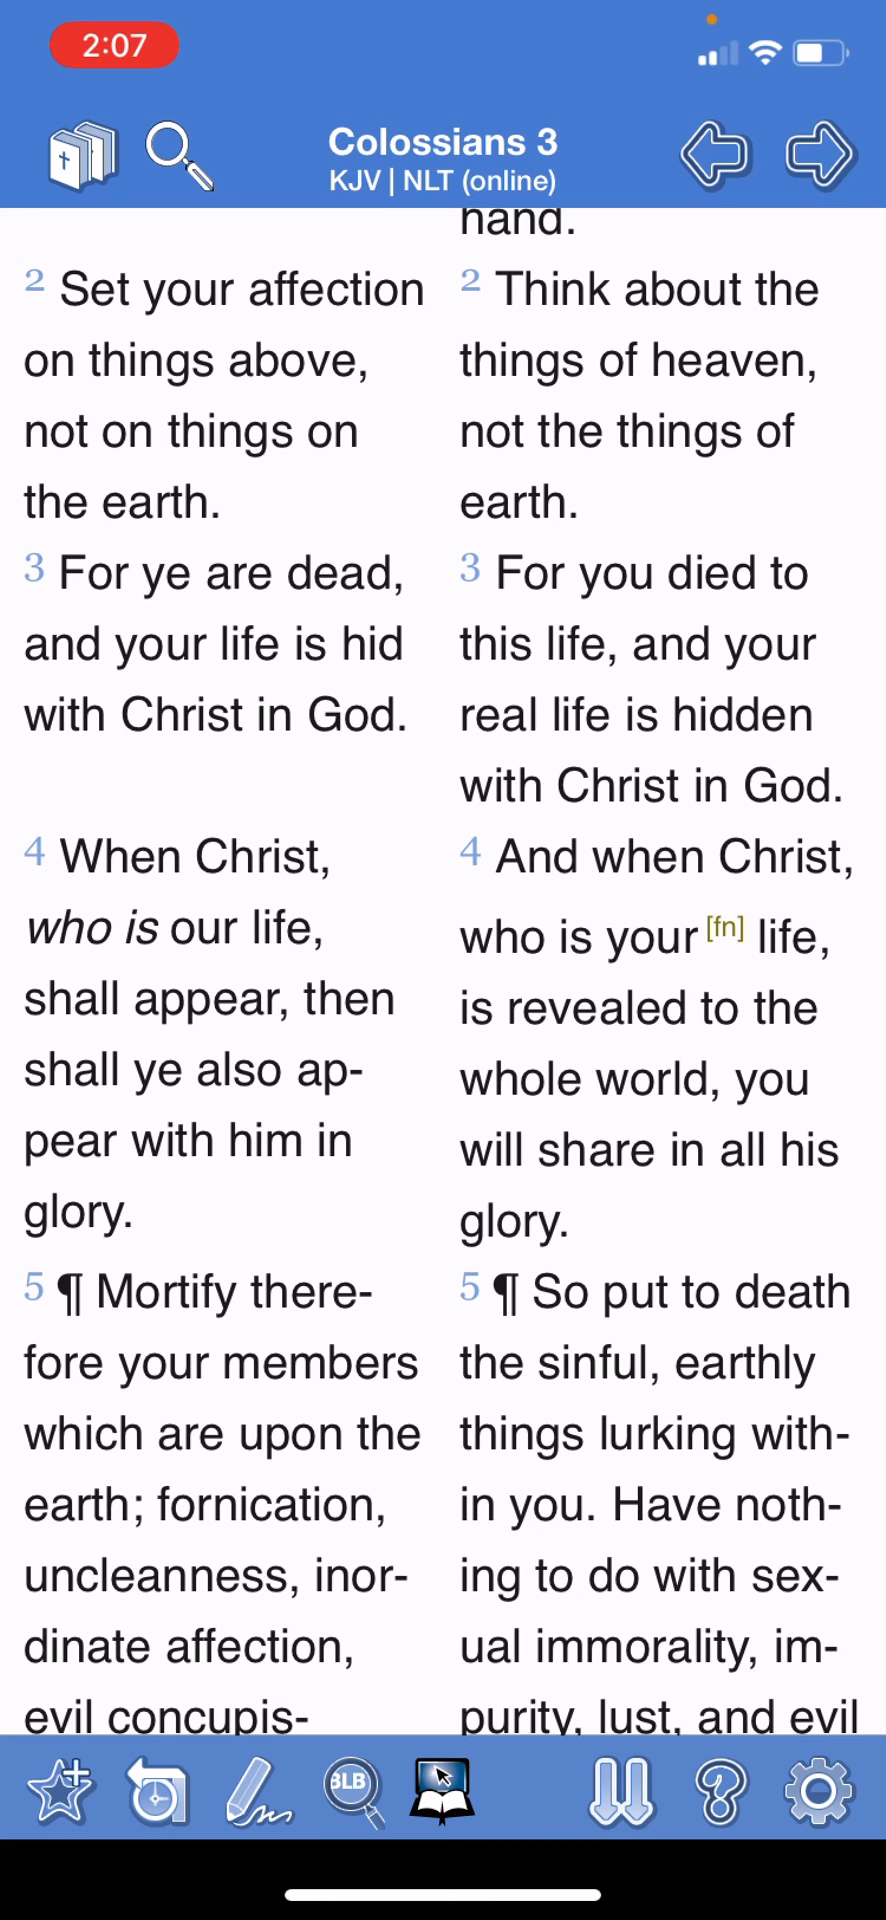 2:07
Colossians 3
KJV | NLT (online)
hand.
2 Set your affection
on things above,
not on things on
the earth.
3 For ye are dead,
and your life is hid
with Christ in God.
4 When Christ,
who is our life,
shall appear, then
shall ye also ap-
pear with him in
glory.
5 ¶ Mortify there-
fore your members
which are upon the
earth; fornication,
uncleanness, inor-
dinate affection,
evil concupis-
2 Think about the
things of heaven,
not the things of
earth.
3 For you died to
this life, and your
real life is hidden
with Christ in God.
4 And when Christ,
who is your [fn] life,
is revealed to the
whole world, you
will share in all his
glory.
5 ¶ So put to death
the sinful, earthly
things lurking with-
in you. Have noth-
ing to do with sex-
ual immorality, im-
purity, lust, and evil
BLB